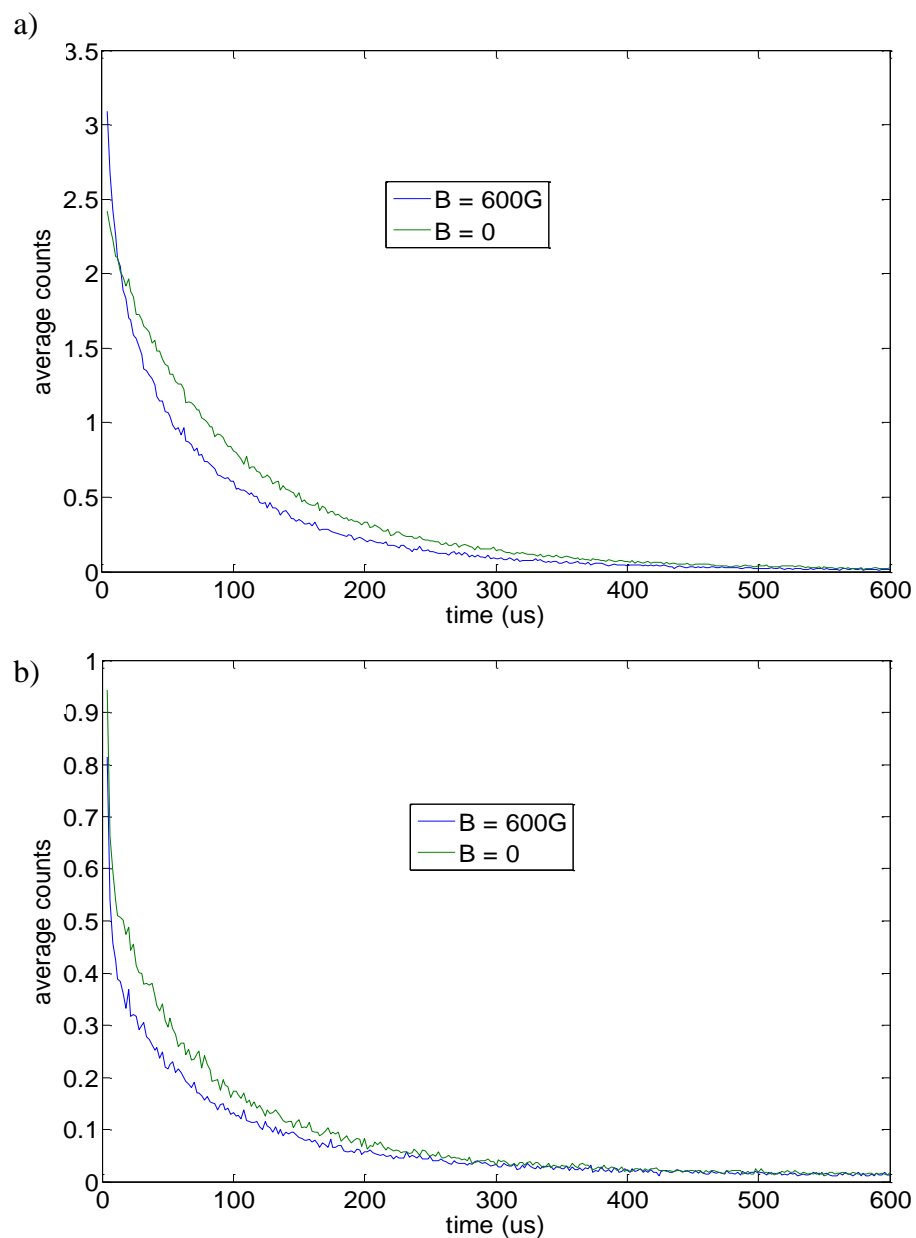 a)
3.5
3
2.5
2
1.5
1
0.5
0
average counts
B = 600G
B = 0
0 100 200 300 400 500 600
time (us)
b)
1
0.9
0.8
0.7
0.6
0.5
0.4
0.3
0.2
0.1
0
average counts
B = 600G
B = 0
0 100 200 300 400 500 600
time (us)